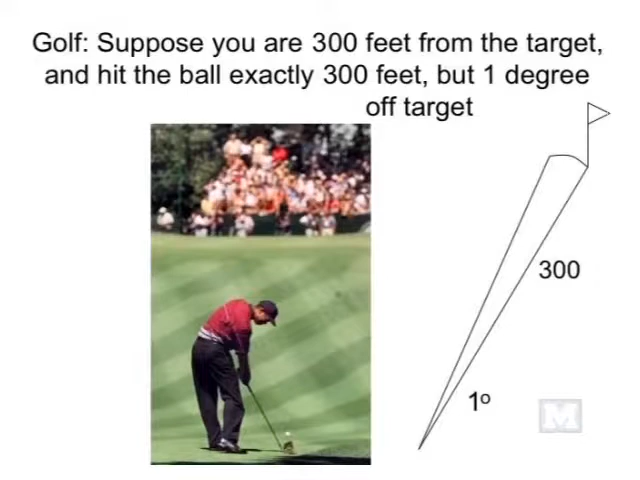 Golf: Suppose you are 300 feet from the target,
and hit the ball exactly 300 feet, but 1 degree
off target
300
1º
M